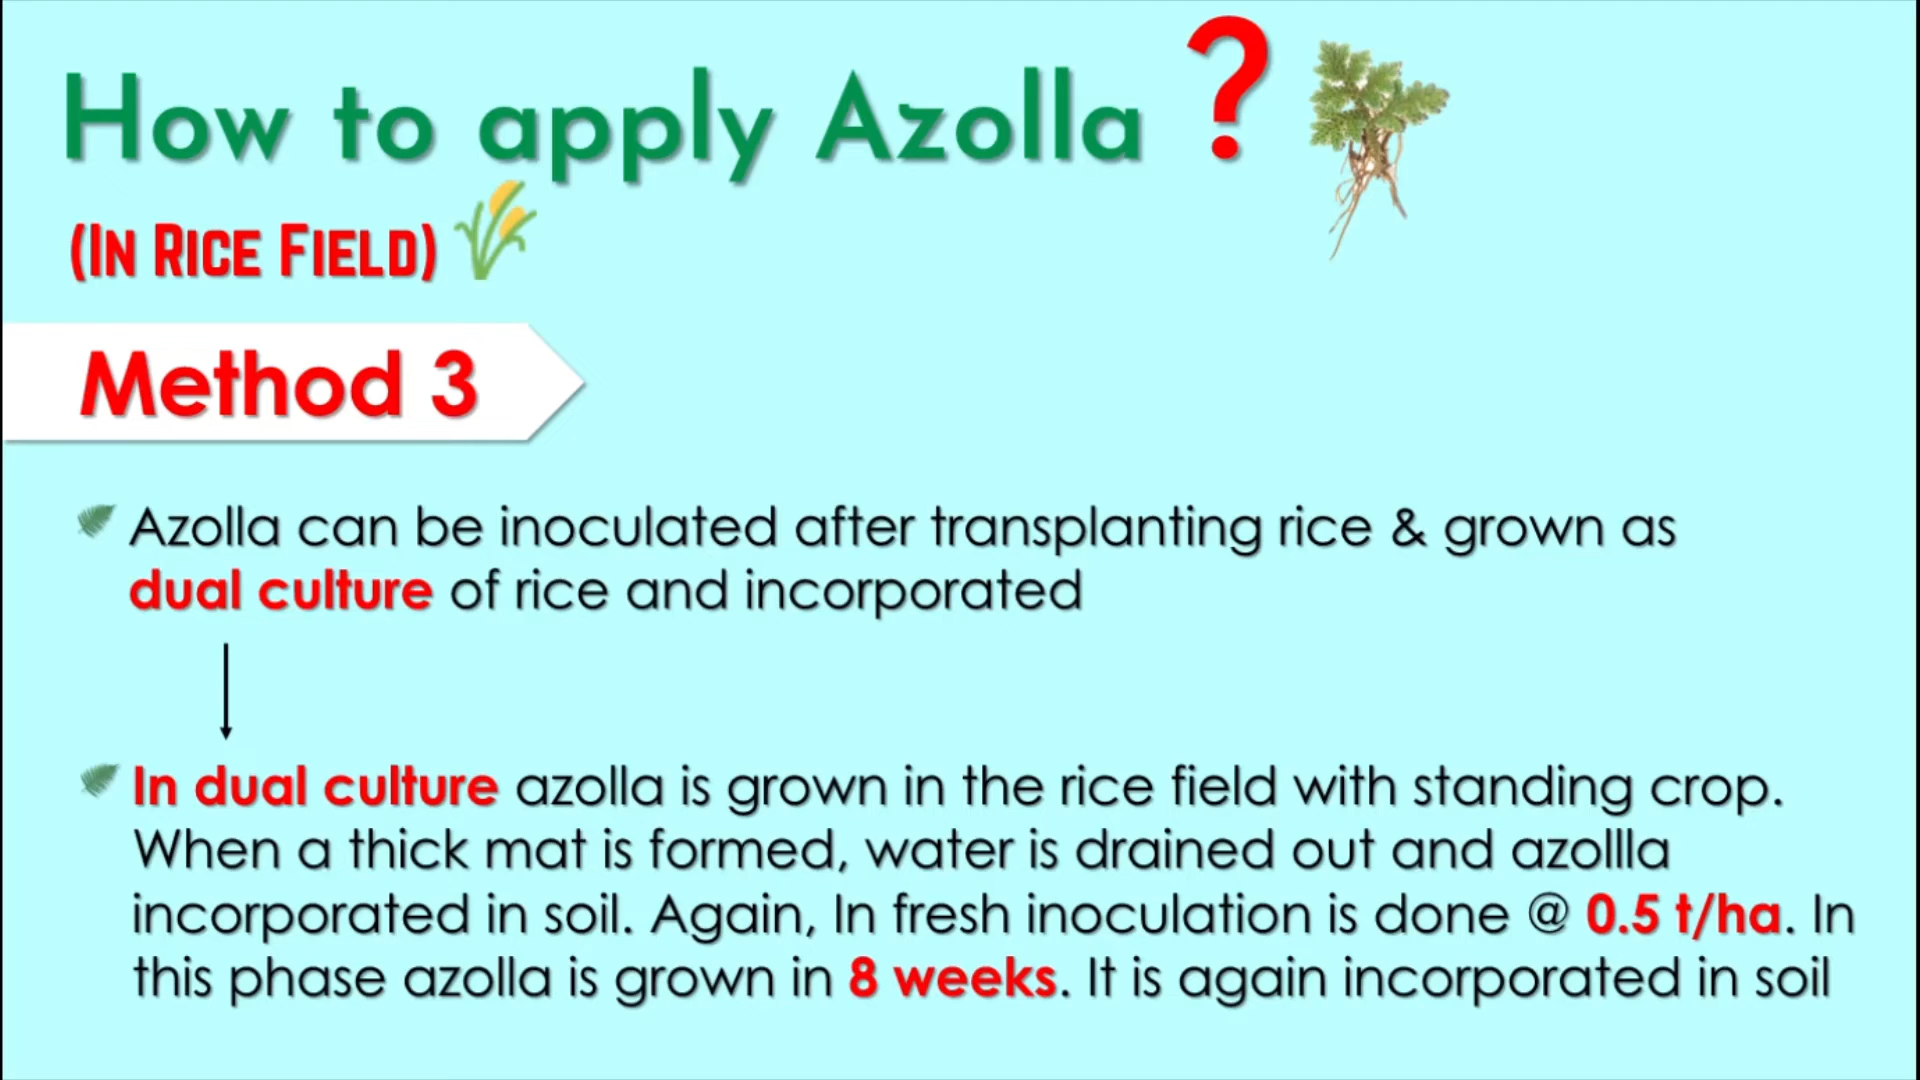 How to apply Azolla ?
(In Rice Field)
Method 3
Azolla can be inoculated after transplanting rice & grown as
dual culture of rice and incorporated
In dual culture azolla is grown in the rice field with standing crop.
When a thick mat is formed, water is drained out and azollla
incorporated in soil. Again, In fresh inoculation is done @ 0.5 t/ha. In
this phase azolla is grown in 8 weeks. It is again incorporated in soil